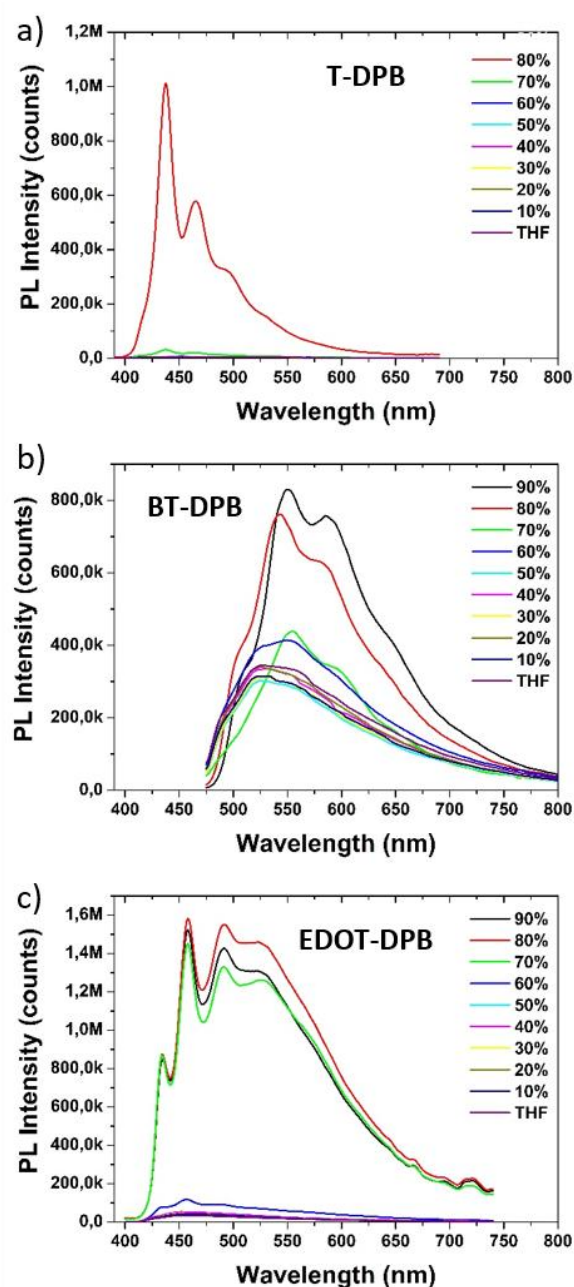 a)
1,2M
1,0M
800,0k
600,0k
400,0k
200,0k
0,0
PL Intensity (counts)
T-DPB
80%
70%
60%
50%
40%
30%
20%
10%
THF
400 450 500 550 600 650 700 750 800
Wavelength (nm)
b)
800,0k
600,0k
400,0k
200,0k
0,0
PL Intensity (counts)
BT-DPB
90%
80%
70%
60%
50%
40%
30%
20%
10%
THF
400 450 500 550 600 650 700 750 800
Wavelength (nm)
c)
1,6M
1,4M
1,2M
1,0M
800,0k
600,0k
400,0k
200,0k
0,0
PL Intensity (counts)
EDOT-DPB
90%
80%
70%
60%
50%
40%
30%
20%
10%
THF
400 450 500 550 600 650 700 750 800
Wavelength (nm)